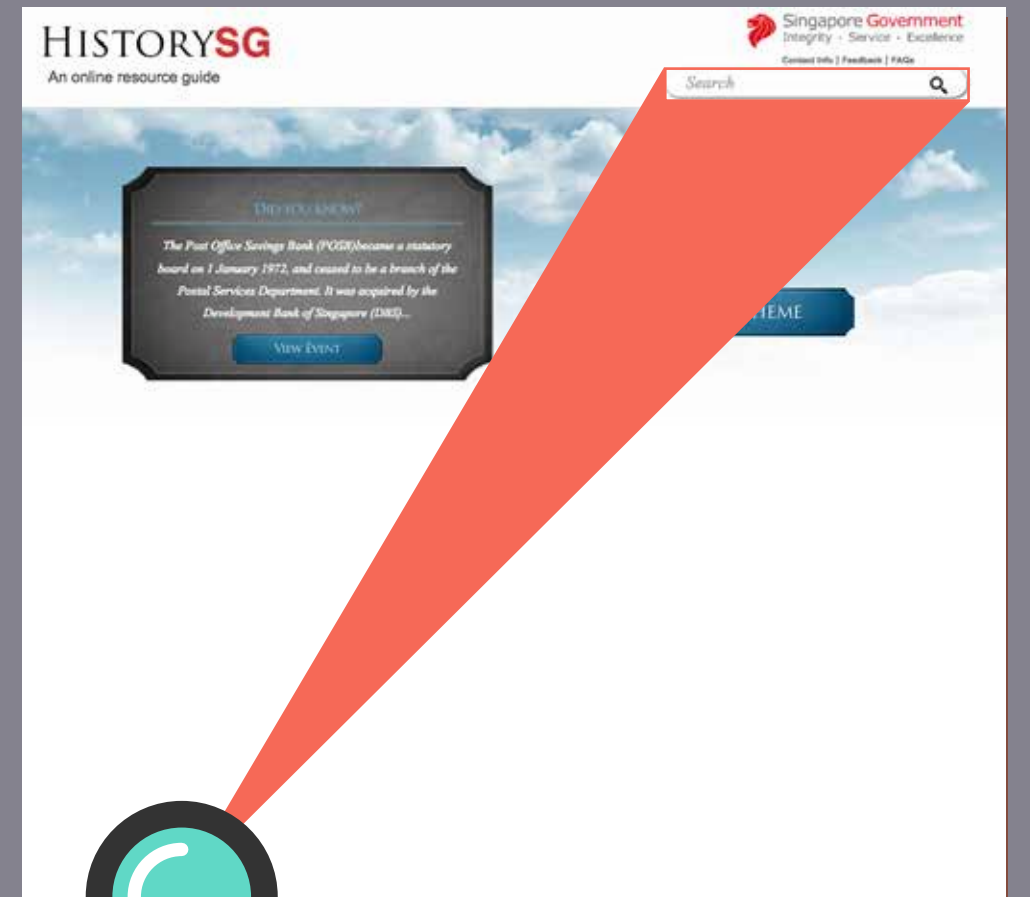 HISTORYSG
An online resource guide
Singapore Government
Integrity · Service · Excellence
Contact Info | Feedback | FAQs
Search
DID YOU KNOW?
The Post Office Savings Bank (POSB)became a statutory
board on 1 January 1972, and ceased to be a branch of the
Postal Services Department. It was acquired by the
Development Bank of Singapore (DBS)...
VIEW EVENT
HEME